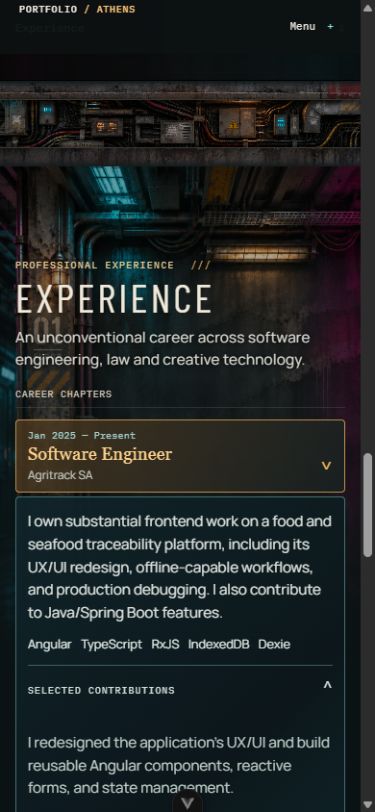 PORTFOLIO / ATHENS
Experience
Menu +
PROFESSIONAL EXPERIENCE ///
EXPERIENCE
01
An unconventional career across software
engineering, law and creative technology.
CAREER CHAPTERS
Jan 2025 — Present
Software Engineer
Agritrack SA
I own substantial frontend work on a food and
seafood traceability platform, including its
UX/UI redesign, offline-capable workflows,
and production debugging. I also contribute
to Java/Spring Boot features.
Angular TypeScript RxJS IndexedDB Dexie
SELECTED CONTRIBUTIONS
I redesigned the application's UX/UI and build
reusable Angular components, reactive
forms, and state management.